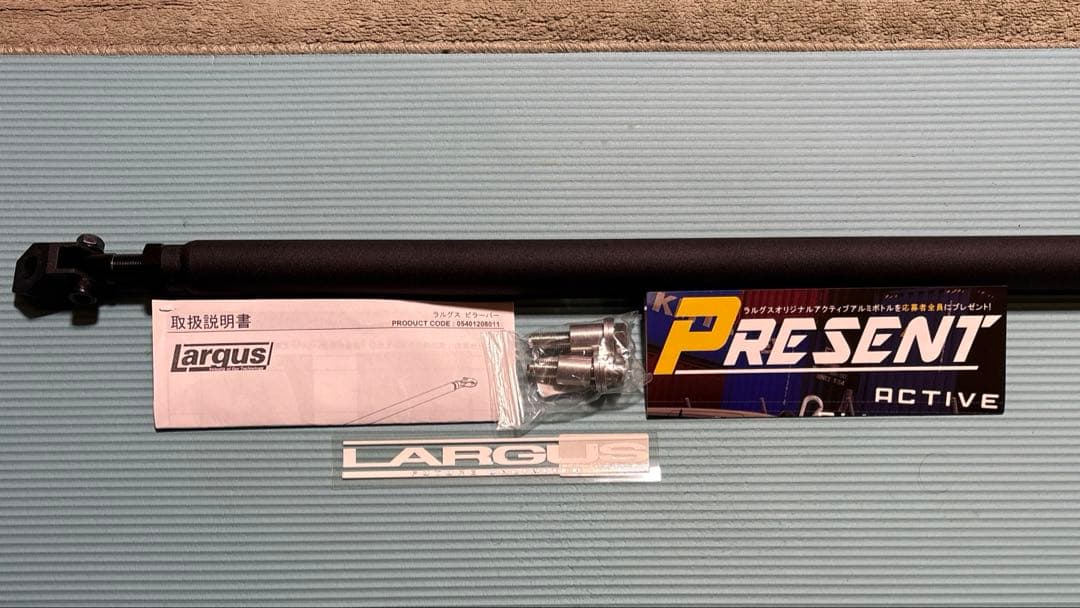 取扱説明書
ラルグス ピラーバー
PRODUCT CODE : 05401206011
Largus
K
ラルグスオリジナルアクティブアルミボトルを応募者全員にプレゼント!
PRESENT
ACTIVE
LARGUS